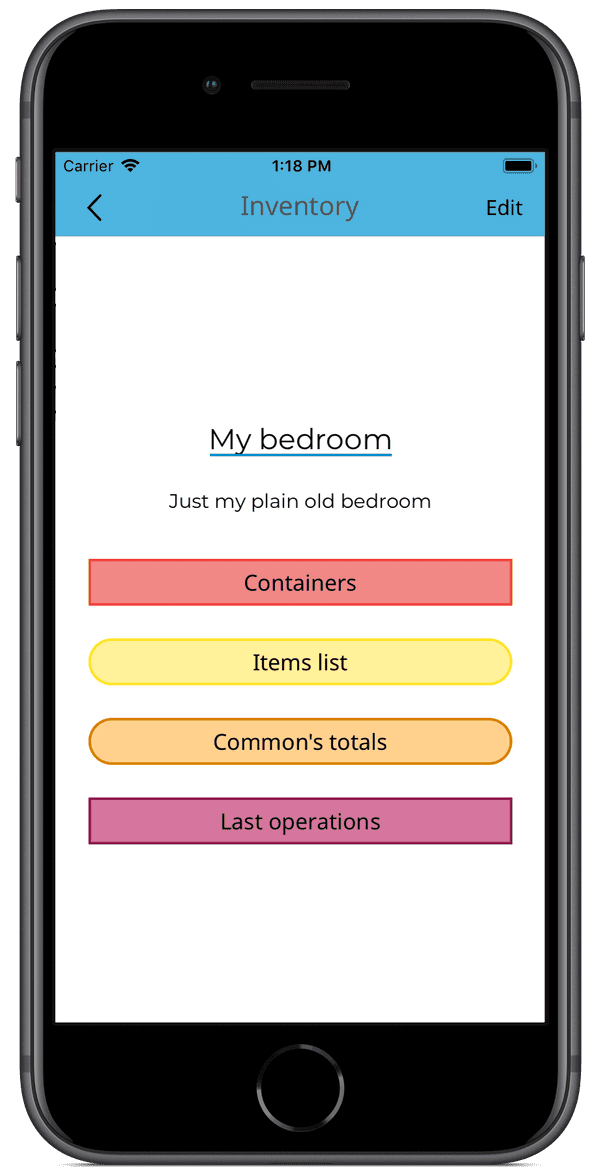 Carrier 1:18 PM
Inventory Edit
My bedroom
Just my plain old bedroom
Containers
Items list
Common's totals
Last operations